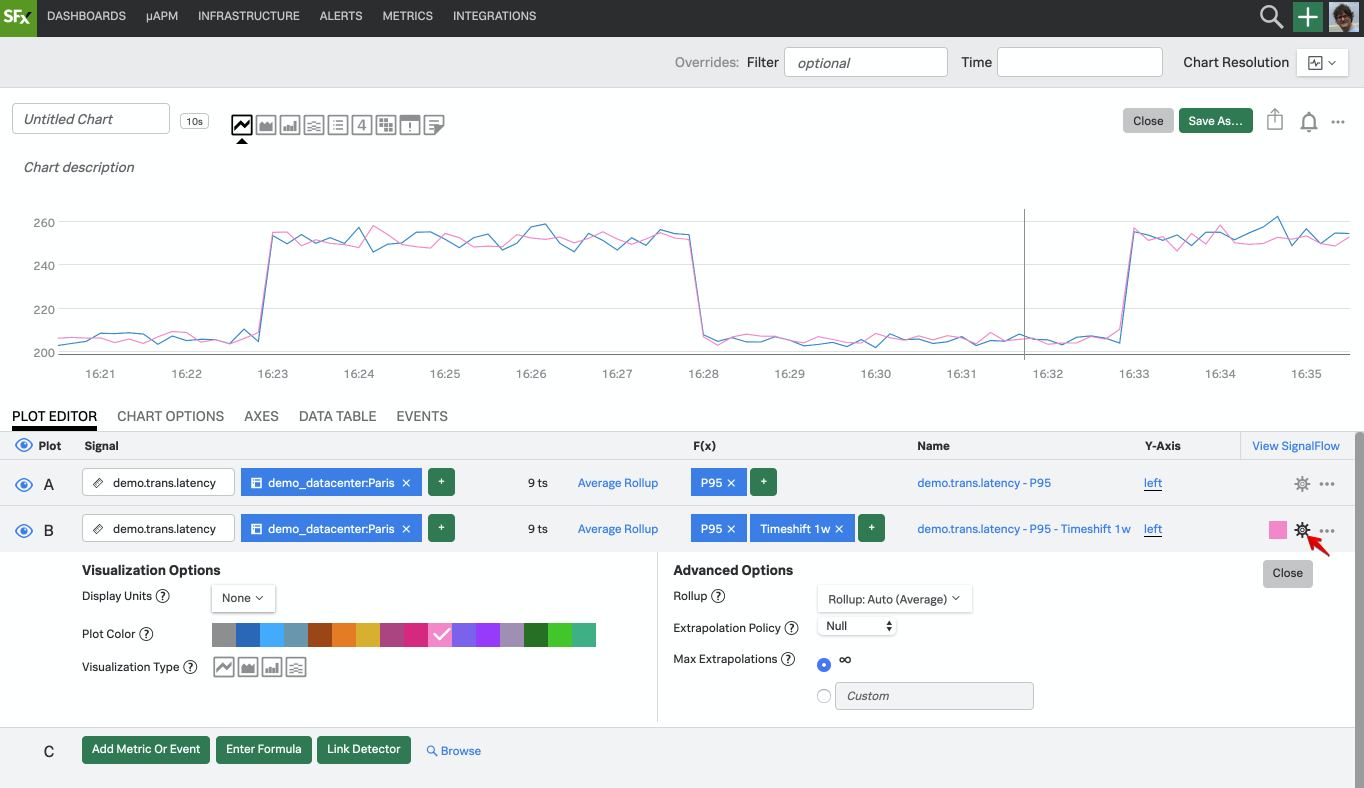 SFx DASHBOARDS µAPM INFRASTRUCTURE ALERTS METRICS INTEGRATIONS
Overrides: Filter optional Time Chart Resolution
Untitled Chart 10s 4 Close Save As...
Chart description
260
240
220
200
16:21 16:22 16:23 16:24 16:25 16:26 16:27 16:28 16:29 16:30 16:31 16:32 16:33 16:34 16:35
PLOT EDITOR CHART OPTIONS AXES DATA TABLE EVENTS
Plot Signal F(x) Name Y-Axis View SignalFlow
A demo.trans.latency demo_datacenter:Paris × + 9 ts Average Rollup P95 × + demo.trans.latency - P95 left
B demo.trans.latency demo_datacenter:Paris × + 9 ts Average Rollup P95 × Timeshift 1w × + demo.trans.latency - P95 - Timeshift 1w left
Close
Visualization Options
Display Units ? None
Plot Color ?
Visualization Type ?
Advanced Options
Rollup ? Rollup: Auto (Average)
Extrapolation Policy ? Null
Max Extrapolations ? ∞
Custom
C Add Metric Or Event Enter Formula Link Detector Browse